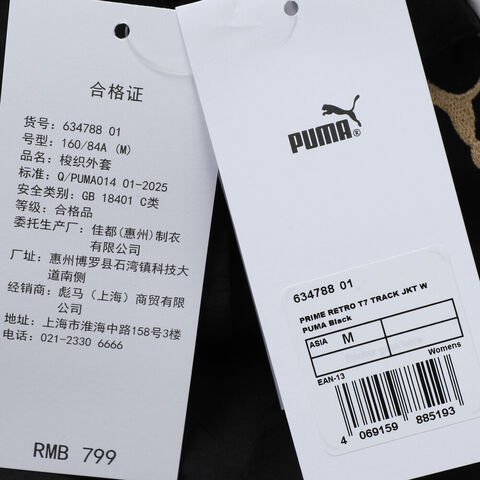 合格证
货号: 634788 01
号型: 160/84A (M)
品名: 梭织外套
标准: Q/PUMA014 01-2025
安全类别: GB 18401 C类
等级: 合格品
委托生产厂: 佳都(惠州)制衣
有限公司
厂址: 惠州博罗县石湾镇科技大
道南侧
经销商: 彪马（上海）商贸有限
公司
地址: 上海市淮海中路158号3楼
电话: 021-2330 6666
RMB 799
PUMA®
634788 01
PRIME RETRO T7 TRACK JKT W
PUMA Black
ASIA M
EAN-13 Womens
4 069159 885193